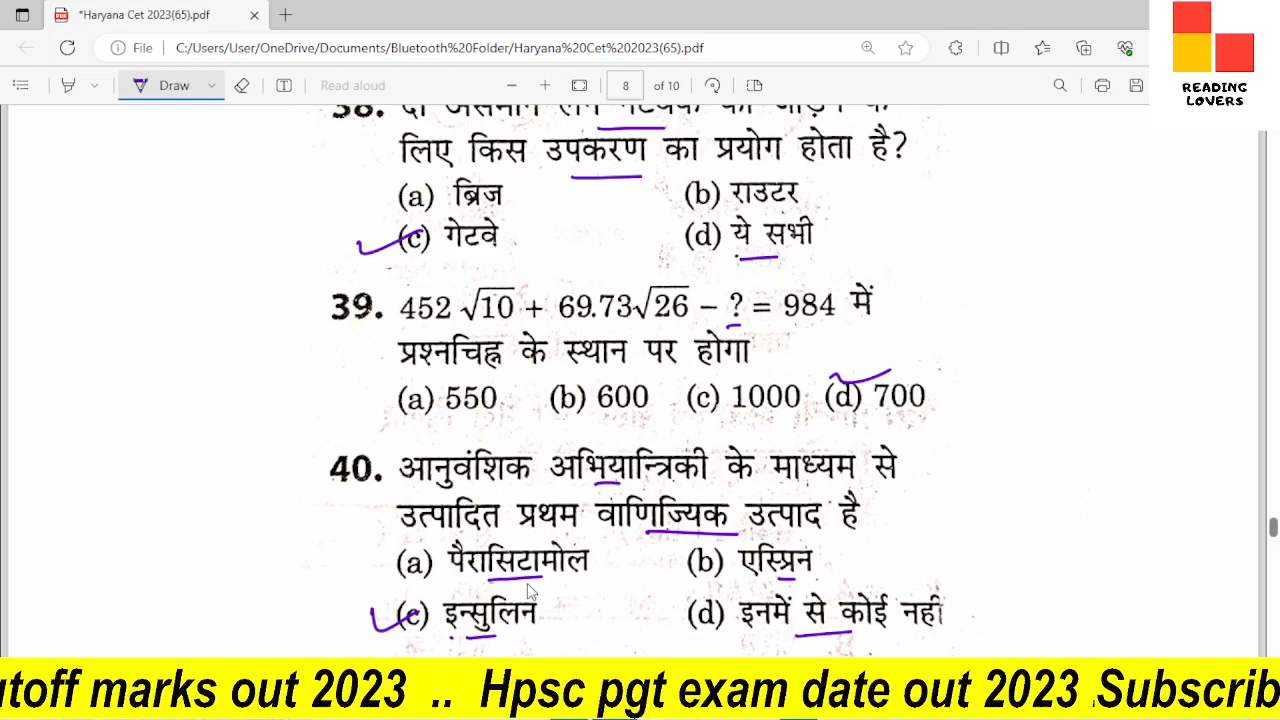 *Haryana Cet 2023(65).pdf
File C:/Users/User/OneDrive/Documents/Bluetooth%20Folder/Haryana%20Cet%202023(65).pdf
Draw Read aloud 8 of 10
READING
LOVERS
38. दो असमान लैन नेटवर्क को जोड़ने के
लिए किस उपकरण का प्रयोग होता है?
(a) ब्रिज (b) राउटर
(c) गेटवे (d) ये सभी
39. 452 √10 + 69.73√26 − ? = 984 में
प्रश्नचिह्न के स्थान पर होगा
(a) 550 (b) 600 (c) 1000 (d) 700
40. आनुवंशिक अभियान्त्रिकी के माध्यम से
उत्पादित प्रथम वाणिज्यिक उत्पाद है
(a) पैरासिटामोल (b) एस्प्रिन
(c) इन्सुलिन (d) इनमें से कोई नहीं
utoff marks out 2023 .. Hpsc pgt exam date out 2023 .Subscrib